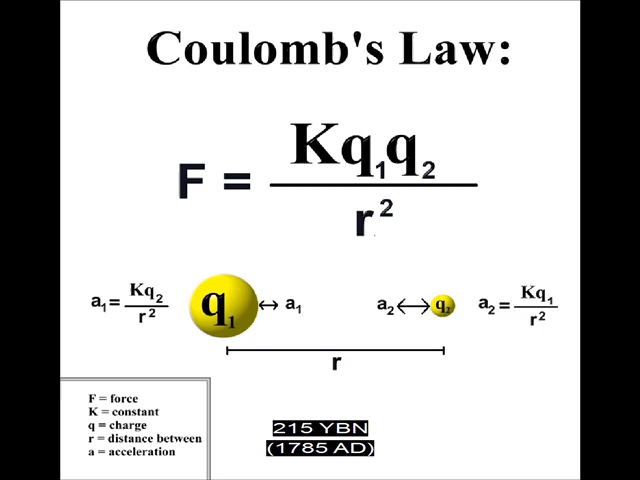 Coulomb's Law:
F = Kq₁q₂
r²
a₁ = Kq₂
r²
q₁
a₁
a₂
q₂
a₂ = Kq₁
r²
r
F = force
K = constant
q = charge
r = distance between
a = acceleration
215 YBN
(1785 AD)